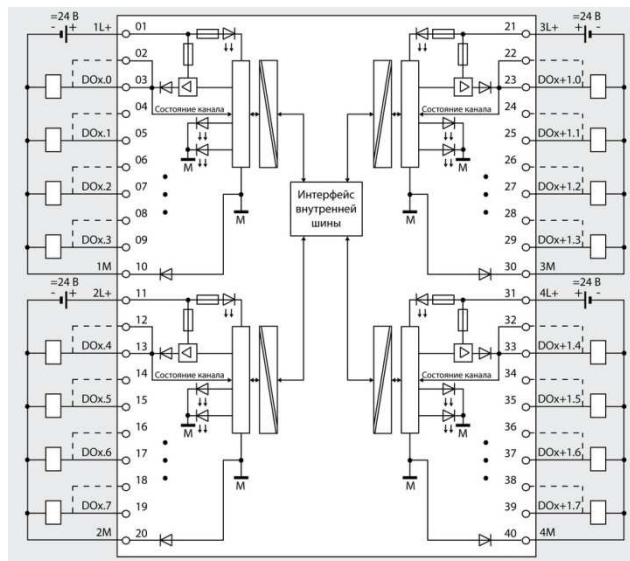 =24 В
- +
1L+
01
02
DOx.0
03
04
DOx.1
05
06
DOx.2
07
08
DOx.3
09
1M
10
=24 В
- +
2L+
11
12
DOx.4
13
14
DOx.5
15
16
DOx.6
17
18
DOx.7
19
2M
20
Состояние канала
M
M
Состояние канала
M
M
Интерфейс
внутренней
шины
Состояние канала
M
M
Состояние канала
M
M
=24 В
21
3L+
+ -
22
23
DOx+1.0
24
25
DOx+1.1
26
27
DOx+1.2
28
29
DOx+1.3
30
3M
=24 В
31
4L+
+ -
32
33
DOx+1.4
34
35
DOx+1.5
36
37
DOx+1.6
38
39
DOx+1.7
40
4M